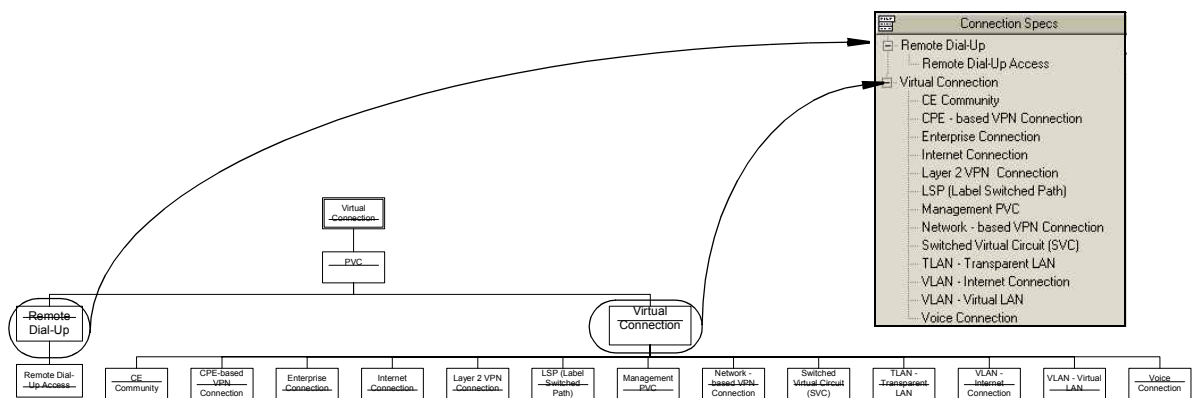 Connection Specs
Remote Dial-Up
Remote Dial-Up Access
Virtual Connection
CE Community
CPE - based VPN Connection
Enterprise Connection
Internet Connection
Layer 2 VPN Connection
LSP (Label Switched Path)
Management PVC
Network - based VPN Connection
Switched Virtual Circuit (SVC)
TLAN - Transparent LAN
VLAN - Internet Connection
VLAN - Virtual LAN
Voice Connection
Virtual
Connection
PVC
Remote
Dial-Up
Virtual
Connection
Remote Dial-
Up Access
CE
Community
CPE-based
VPN
Connection
Enterprise
Connection
Internet
Connection
Layer 2 VPN
Connection
LSP (Label
Switched
Path)
Management
PVC
Network -
based VPN
Connection
Switched
Virtual Circuit
(SVC)
TLAN -
Transparent
LAN
VLAN -
Internet
Connection
VLAN - Virtual
LAN
Voice
Connection